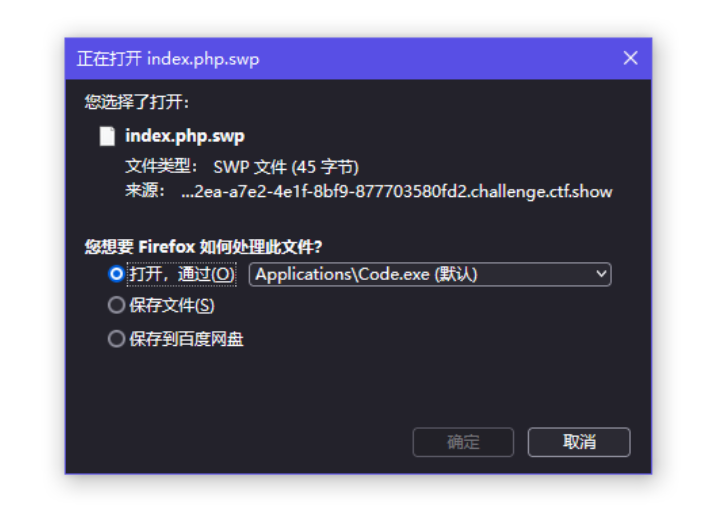 正在打开 index.php.swp
您选择了打开：
index.php.swp
文件类型： SWP 文件 (45 字节)
来源： ...2ea-a7e2-4e1f-8bf9-877703580fd2.challenge.ctf.show
您想要 Firefox 如何处理此文件?
打开，通过(O) Applications\Code.exe (默认)
保存文件(S)
保存到百度网盘
确定 取消